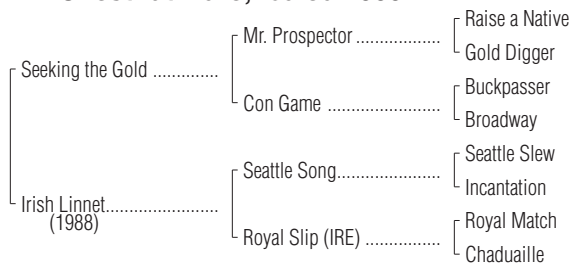 Raise a Native
Mr. Prospector ....................
Gold Digger
Seeking the Gold ...............
Buckpasser
Con Game ..........................
Broadway
Seattle Slew
Seattle Song.......................
Incantation
Irish Linnet.........................
(1988)
Royal Match
Royal Slip (IRE) .................
Chaduaille